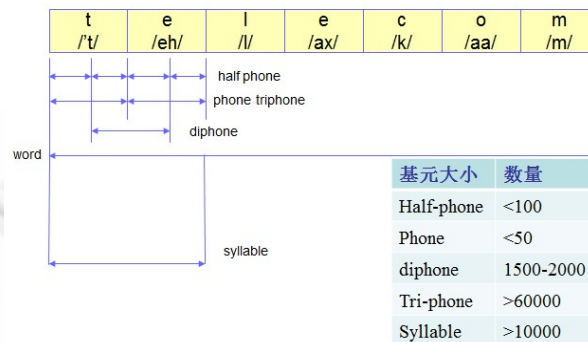 t e l e c o m
/'t/ /eh/ /l/ /ax/ /k/ /aa/ /m/
half phone
phone triphone
diphone
word
syllable
基元大小 数量
Half-phone <100
Phone <50
diphone 1500-2000
Tri-phone >60000
Syllable >10000